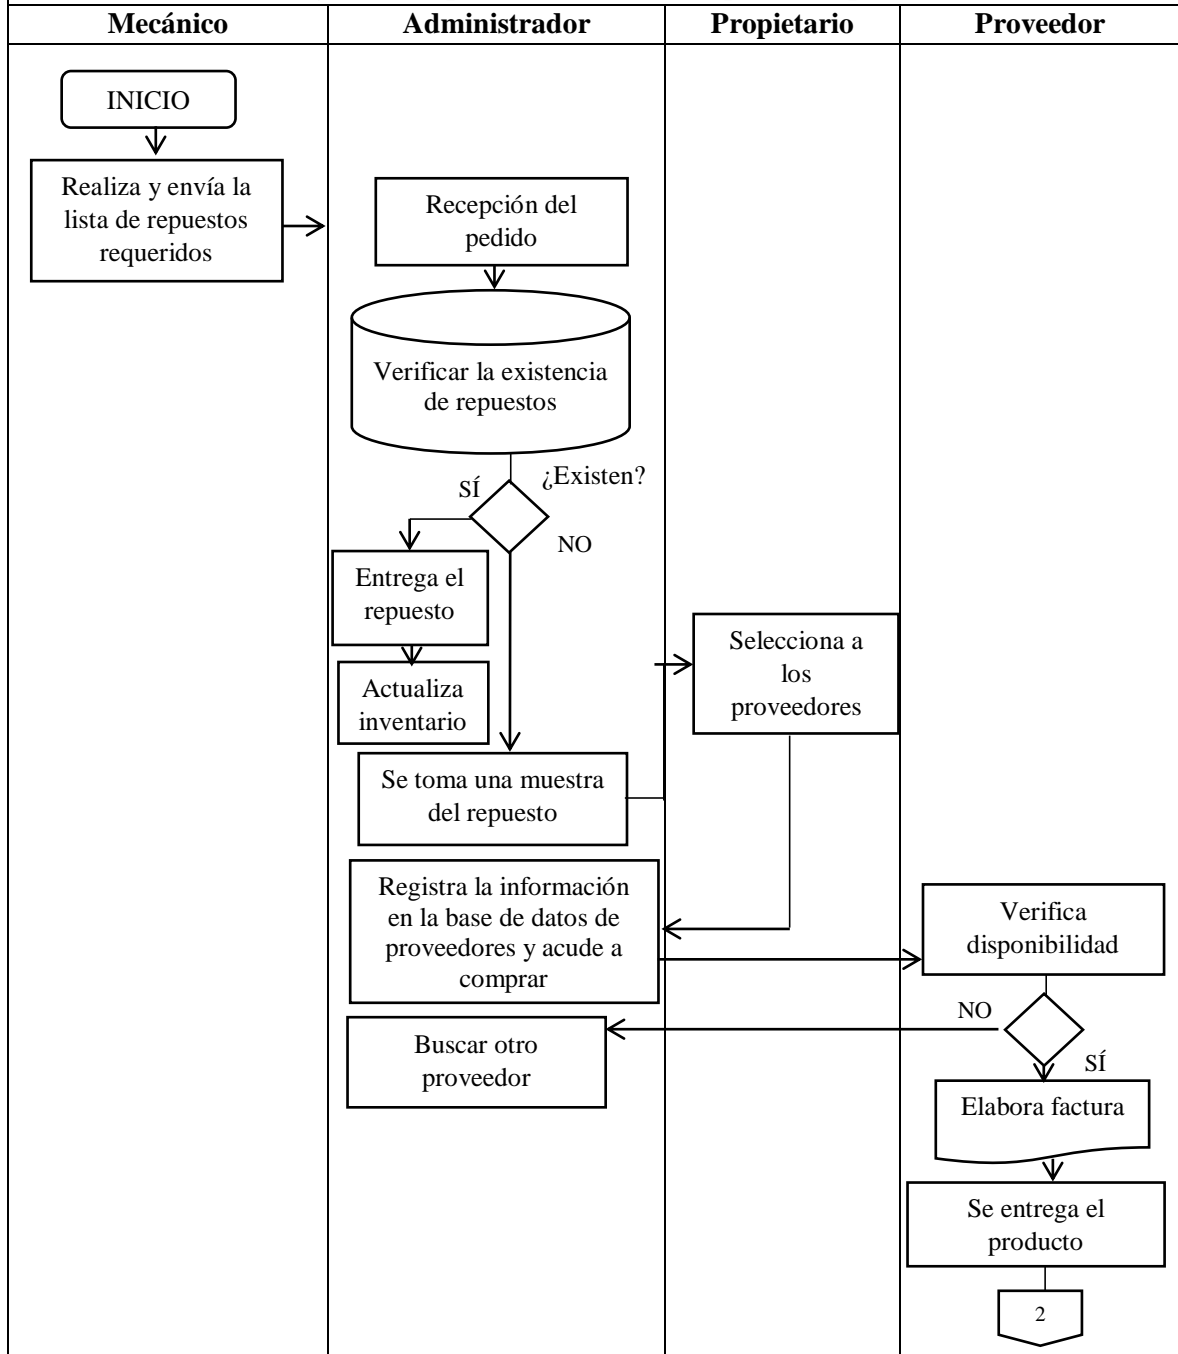 Mecánico
Administrador
Propietario
Proveedor
INICIO
Realiza y envía la
lista de repuestos
requeridos
Recepción del
pedido
Verificar la existencia
de repuestos
¿Existen?
SÍ
NO
Entrega el
repuesto
Actualiza
inventario
Se toma una muestra
del repuesto
Selecciona a
los
proveedores
Registra la información
en la base de datos de
proveedores y acude a
comprar
Verifica
disponibilidad
NO
SÍ
Buscar otro
proveedor
Elabora factura
Se entrega el
producto
2